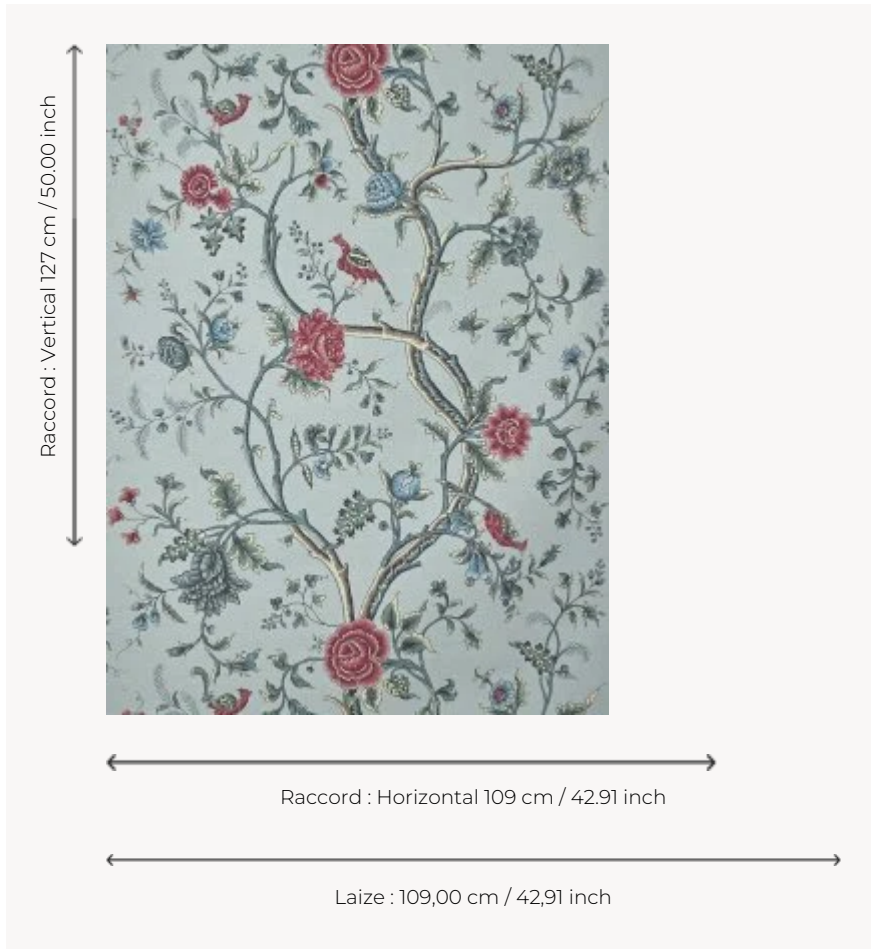 Raccord : Vertical 127 cm / 50.00 inch
Raccord : Horizontal 109 cm / 42.91 inch
Laize : 109,00 cm / 42,91 inch